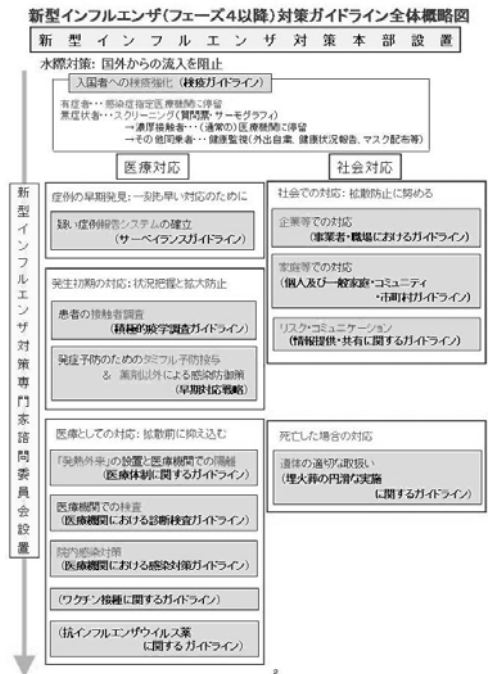 新型インフルエンザ(フェーズ4以降)対策ガイドライン全体概略図
新型インフルエンザ対策本部設置
水際対策: 国外からの流入を阻止
入国者への検疫強化 (検疫ガイドライン)
有症者・・・感染症指定医療機関に停留
無症状者・・・スクリーニング(質問票・サーモグラフィ)
→濃厚接触者・・・(通常の)医療機関に停留
→その他同乗者・・・健康監視(外出自粛、健康状況報告、マスク配布等)
新型インフルエンザ対策専門家諮問委員会設置
医療対応
症例の早期発見: 一刻も早い対応のために
疑い症例報告システムの確立
(サーベイランスガイドライン)
発生初期の対応: 状況把握と拡大防止
患者の接触者調査
(積極的疫学調査ガイドライン)
発症予防のためのタミフル予防投与
& 薬剤以外による感染防御策
(早期対応戦略)
医療としての対応: 拡散前に抑え込む
「発熱外来」の設置と医療機関での隔離
(医療体制に関するガイドライン)
医療機関での検査
(医療機関における診断検査ガイドライン)
院内感染対策
(医療機関における感染対策ガイドライン)
(ワクチン接種に関するガイドライン)
(抗インフルエンザウイルス薬
に関するガイドライン)
社会対応
社会での対応: 拡散防止に努める
企業等での対応
(事業者・職場におけるガイドライン)
家庭等での対応
(個人及び一般家庭・コミュニティ
・市町村ガイドライン)
リスク・コミュニケーション
(情報提供・共有に関するガイドライン)
死亡した場合の対応
遺体の適切な取扱い
(埋火葬の円滑な実施
に関するガイドライン)